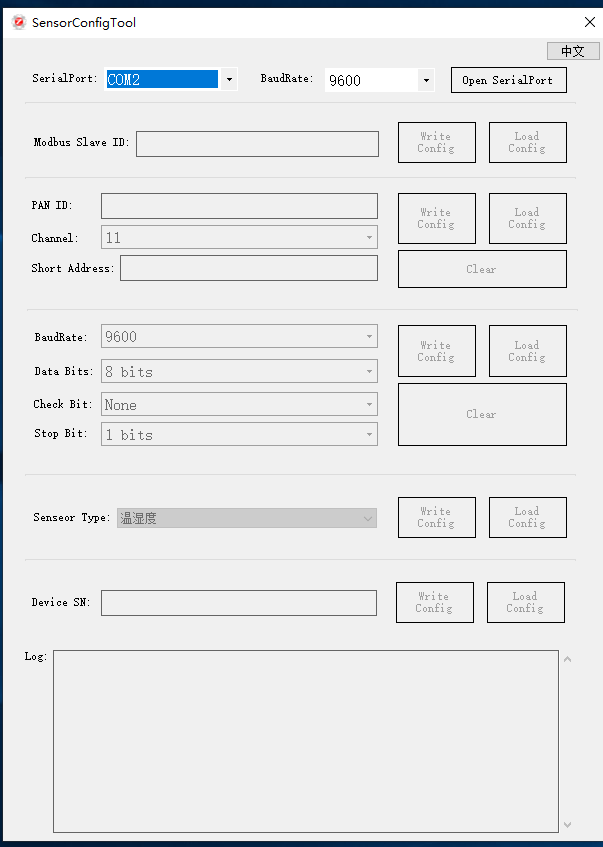 SensorConfigTool
中文
SerialPort: COM2 BaudRate: 9600 Open SerialPort
Modbus Slave ID: Write Config Load Config
PAN ID: Write Config Load Config
Channel: 11
Short Address: Clear
BaudRate: 9600 Write Config Load Config
Data Bits: 8 bits
Check Bit: None Clear
Stop Bit: 1 bits
Senseor Type: 温湿度 Write Config Load Config
Device SN: Write Config Load Config
Log: